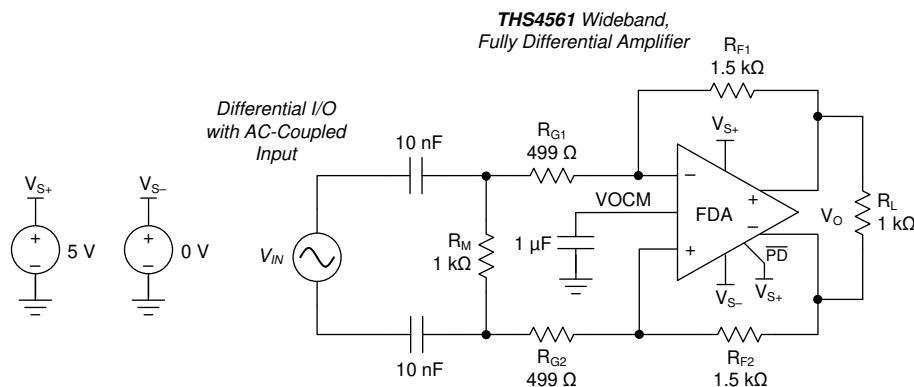 THS4561 Wideband,
Fully Differential Amplifier
RF1
1.5 kΩ
Differential I/O
with AC-Coupled
Input
10 nF
RG1
499 Ω
VS+
VS+
VS–
5 V
0 V
VIN
RM
1 kΩ
VOCM
1 µF
–
+
FDA
+
–
VO
RL
1 kΩ
PD
VS–
VS+
10 nF
RG2
499 Ω
RF2
1.5 kΩ
+
–
+
–